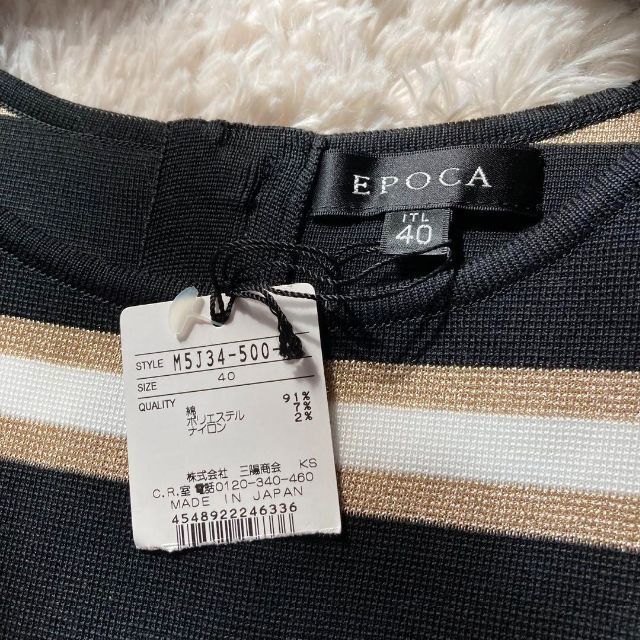 EPOCA
ITL
40
STYLE M5J34-500-
SIZE 40
QUALITY
綿 91%
ポリエステル 7%
ナイロン 2%
株式会社 三陽商会 KS
C.R.室 電話0120-340-460
MADE IN JAPAN
4548922246336